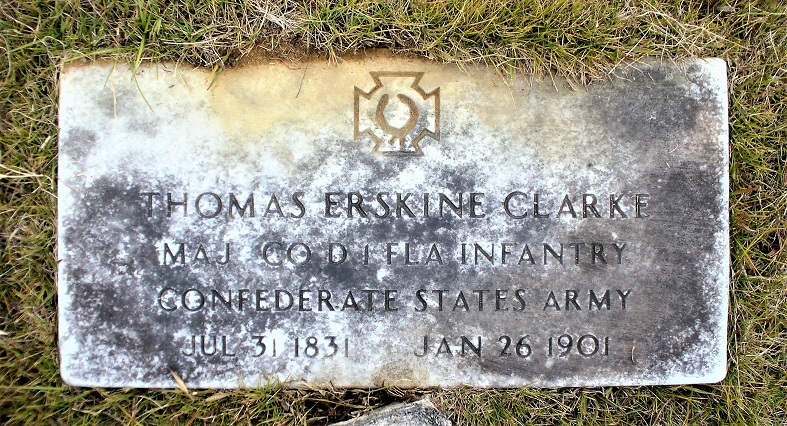 THOMAS ERSKINE CLARKE
MAJ CO D 1 FLA INFANTRY
CONFEDERATE STATES ARMY
JUL 31 1831 JAN 26 1901